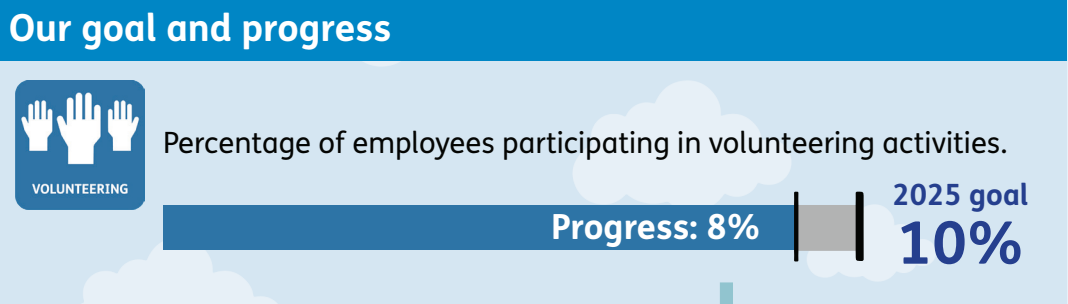 Our goal and progress
Percentage of employees participating in volunteering activities.
VOLUNTEERING
2025 goal
Progress: 8%
10%